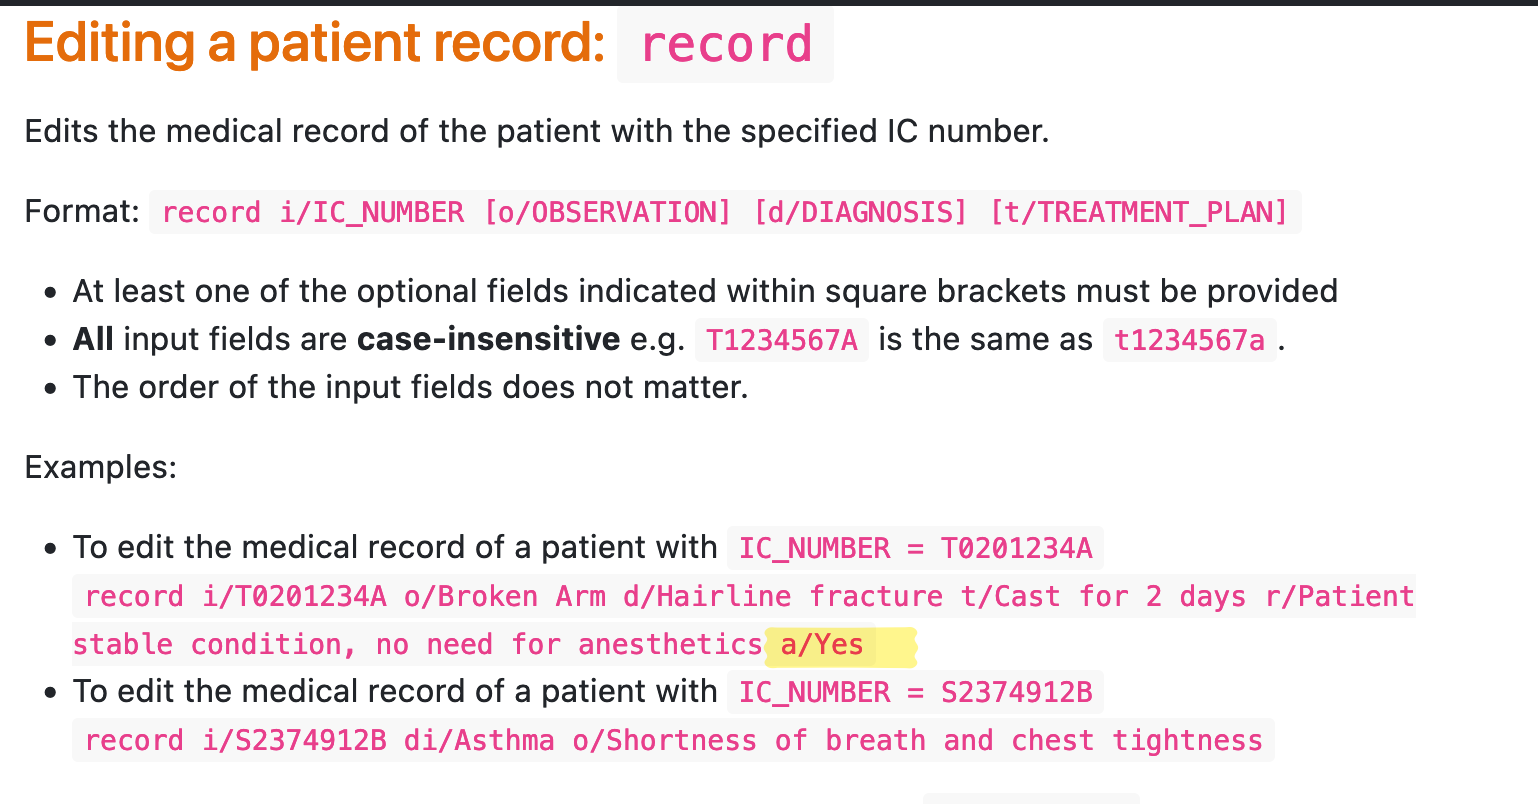 Editing a patient record: record
Edits the medical record of the patient with the specified IC number.
Format: record i/IC_NUMBER [o/OBSERVATION] [d/DIAGNOSIS] [t/TREATMENT_PLAN]
• At least one of the optional fields indicated within square brackets must be provided
• All input fields are case-insensitive e.g. T1234567A is the same as t1234567a.
• The order of the input fields does not matter.
Examples:
• To edit the medical record of a patient with IC_NUMBER = T0201234A
record i/T0201234A o/Broken Arm d/Hairline fracture t/Cast for 2 days r/Patient
stable condition, no need for anesthetics a/Yes
• To edit the medical record of a patient with IC_NUMBER = S2374912B
record i/S2374912B di/Asthma o/Shortness of breath and chest tightness